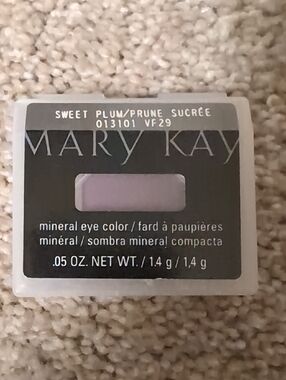 SWEET PLUM/PRUNE SUCRÉE
013101 VF29
MARY KAY
mineral eye color / fard à paupières
minéral / sombra mineral compacta
.05 OZ. NET WT. / 1.4 g / 1,4 g